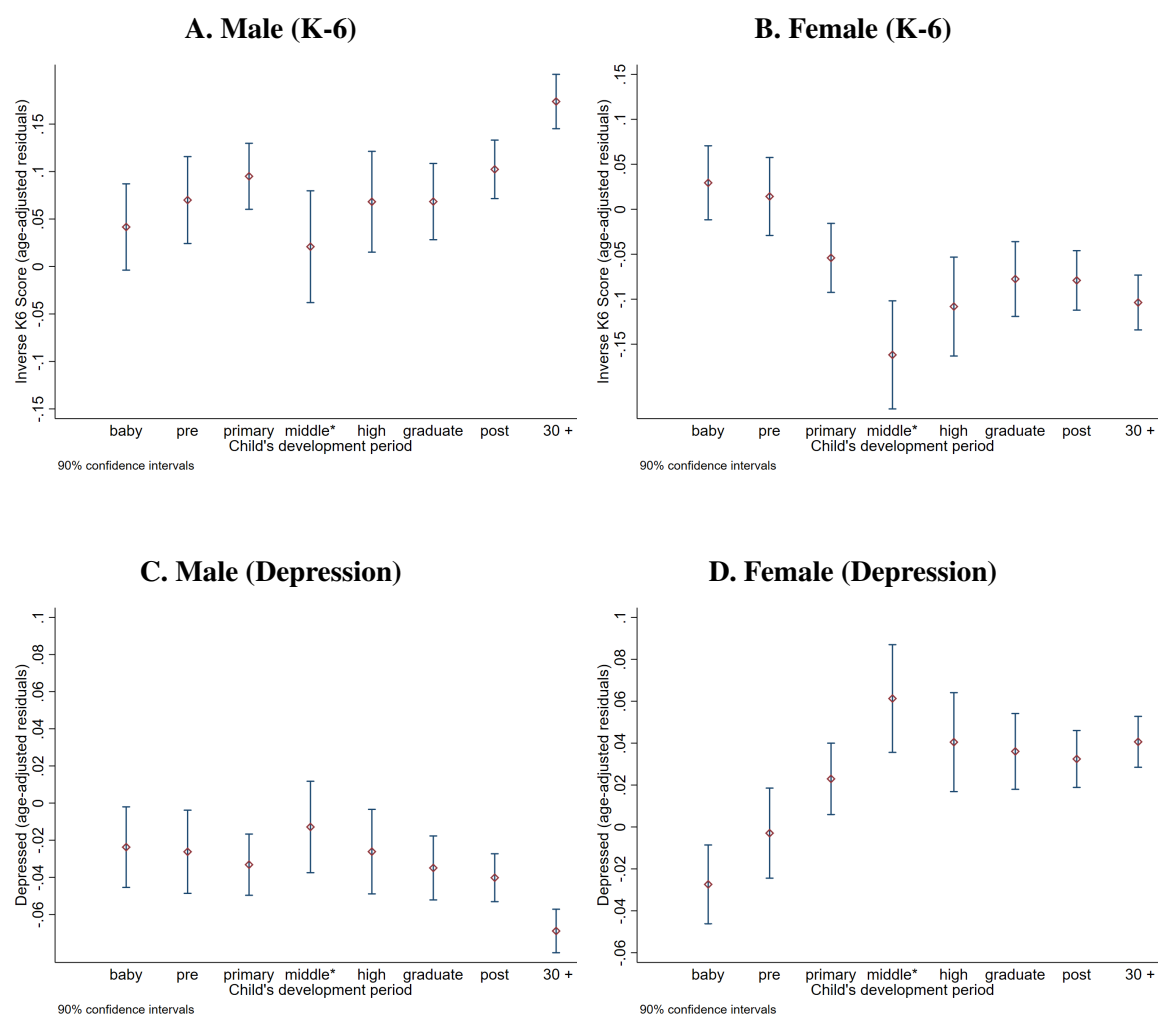 A. Male (K-6)
Inverse K6 Score (age-adjusted residuals)
.15
.1
.05
0
-.05
-.1
-.15
baby pre primary middle* high graduate post 30 +
Child's development period
90% confidence intervals
B. Female (K-6)
Inverse K6 Score (age-adjusted residuals)
.15
.1
.05
0
-.05
-.1
-.15
baby pre primary middle* high graduate post 30 +
Child's development period
90% confidence intervals
C. Male (Depression)
Depressed (age-adjusted residuals)
.1
.08
.06
.04
.02
0
-.02
-.04
-.06
baby pre primary middle* high graduate post 30 +
Child's development period
90% confidence intervals
D. Female (Depression)
Depressed (age-adjusted residuals)
.1
.08
.06
.04
.02
0
-.02
-.04
-.06
baby pre primary middle* high graduate post 30 +
Child's development period
90% confidence intervals